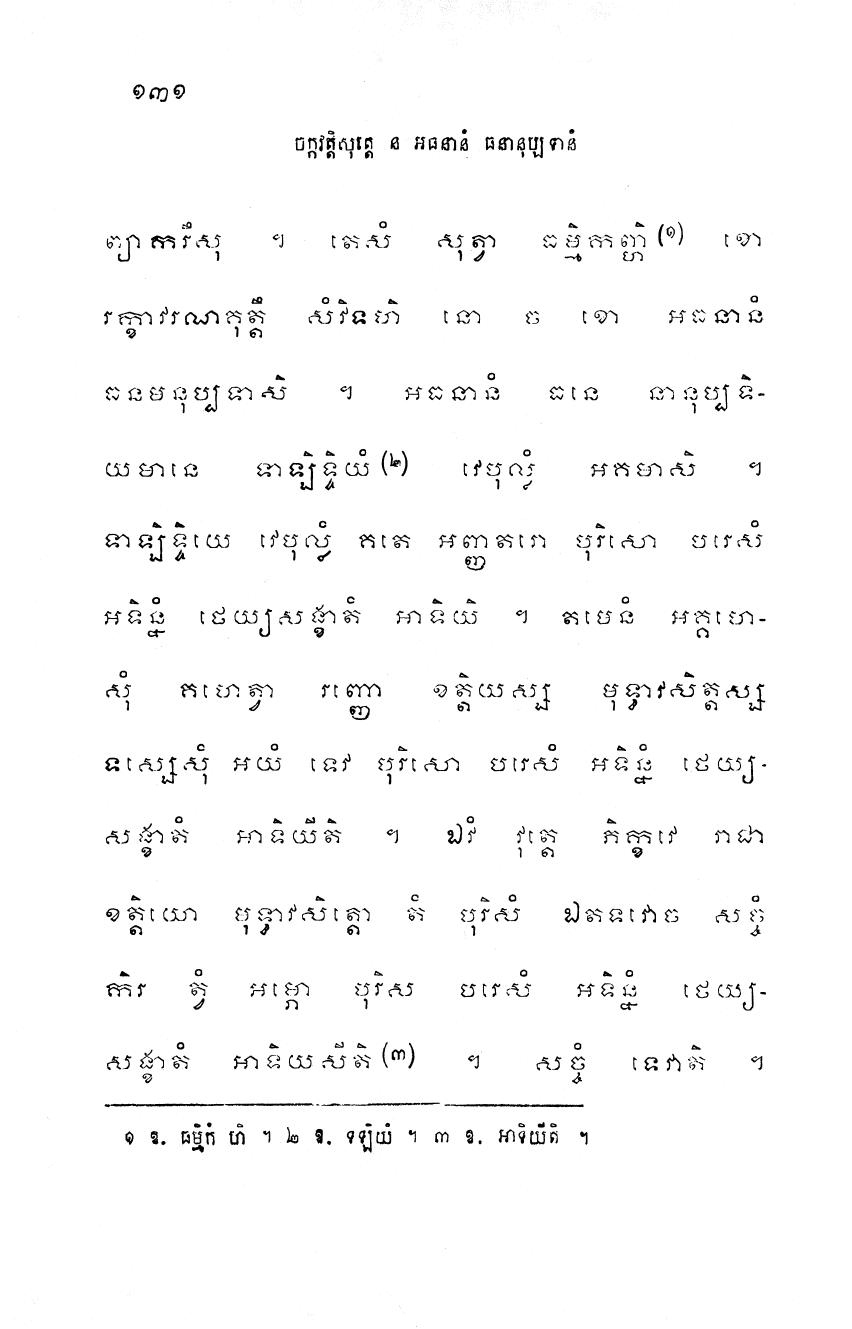 ១៣១
ចក្កវត្តិសុត្តេ ន អធនានំ ធនានុប្បទានំ
ព្យាការឹសុ ។ តេសំ សុត្វា ធម្មិកញ្ហិ (១) ខោ
រក្ខាវរណគុត្តឹ សំវិទហិ នោ ច ខោ អធនានំ
ធនមនុប្បទាសិ ។ អធនានំ ធនេ នានុប្បទិ-
យមានេ ទាឡិទ្ទិយំ (២) វេបុល្លំ អគមាសិ ។
ទាឡិទ្ទិយេ វេបុល្លំ គតេ អញ្ញតរោ បុរិសោ បរេសំ
អទិន្នំ ថេយ្យសង្ខាតំ អាទិយិ ។ តមេនំ អគ្គហេ-
សុំ គហេត្វា រញ្ញោ ខត្តិយស្ស មុទ្ធាវសិត្តស្ស
ទស្សេសុំ អយំ ទេវ បុរិសោ បរេសំ អទិន្នំ ថេយ្យ-
សង្ខាតំ អាទិយីតិ ។ ឯវំ វុត្តេ ភិក្ខវេ រាជា
ខត្តិយោ មុទ្ធាវសិត្តោ តំ បុរិសំ ឯតទវោច សច្ចំ
កិរ ត្វំ អម្ភោ បុរិស បរេសំ អទិន្នំ ថេយ្យ-
សង្ខាតំ អាទិយសីតិ (៣) ។ សច្ចំ ទេវាតិ ។
១ ឱ. ធម្មិកំ ហិ ។ ២ ឱ. ទឡិយំ ។ ៣ ឱ. អាទិយីតិ ។